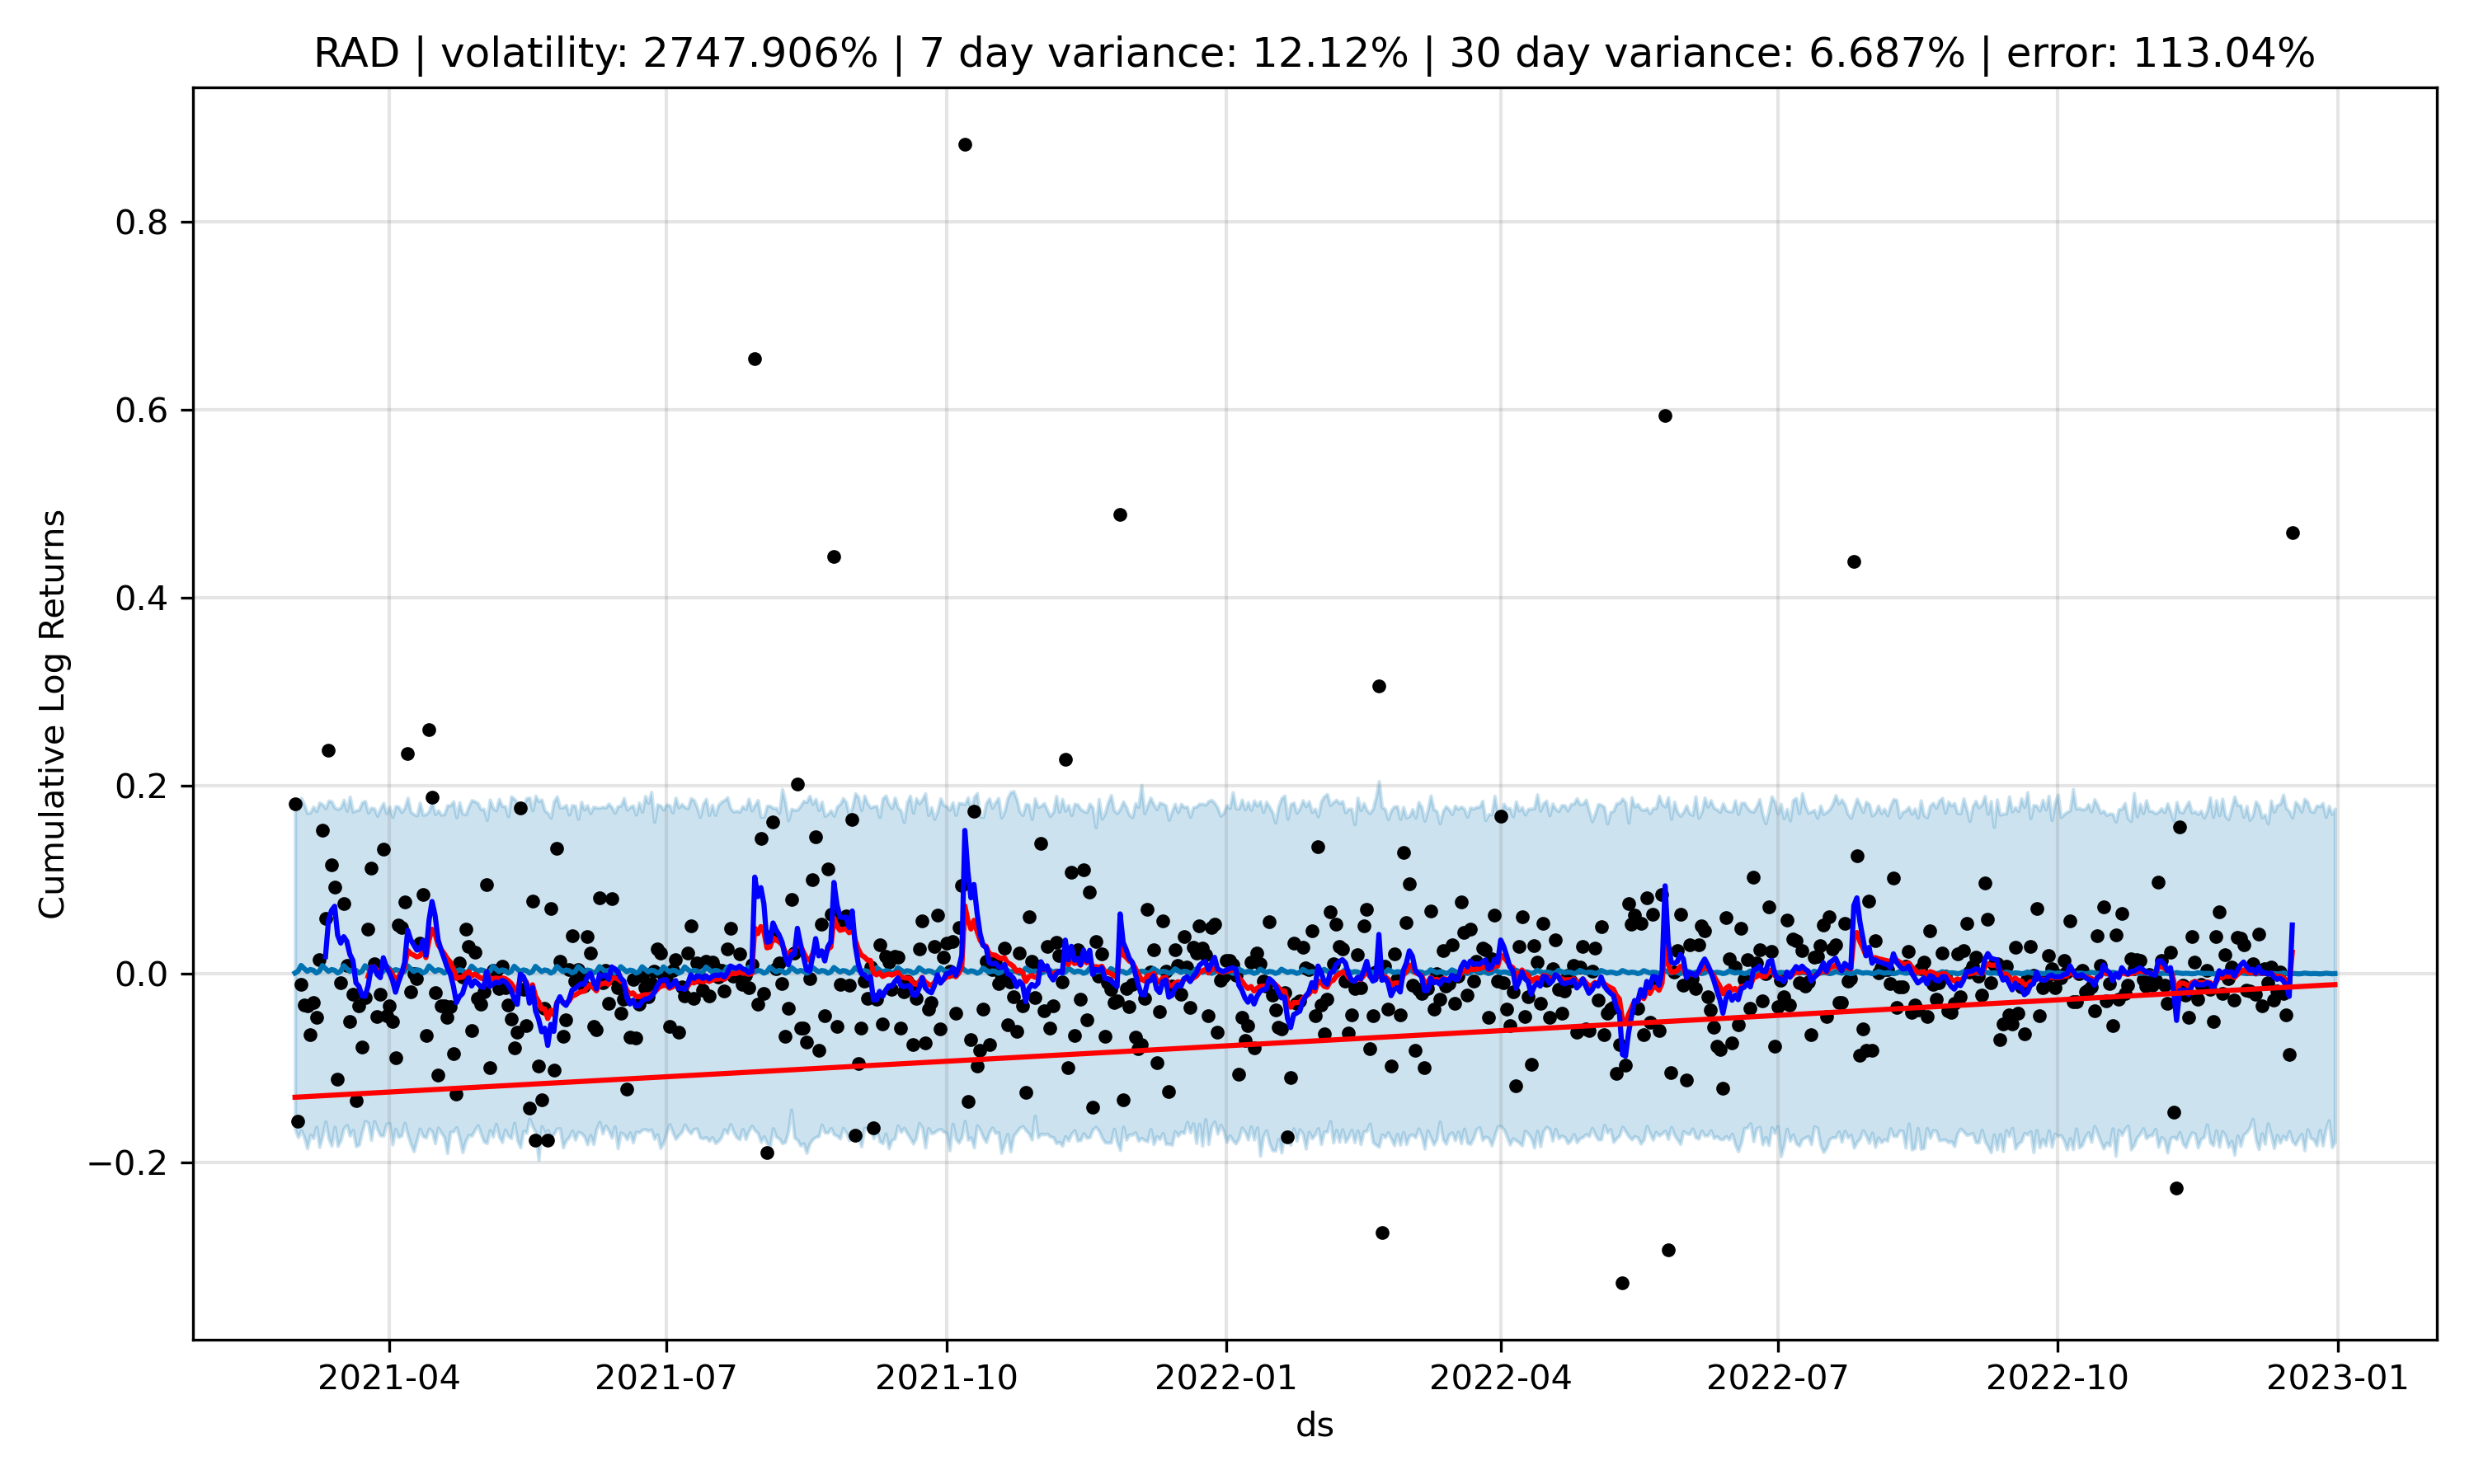 RAD | volatility: 2747.906% | 7 day variance: 12.12% | 30 day variance: 6.687% | error: 113.04%
Cumulative Log Returns
0.8
0.6
0.4
0.2
0.0
−0.2
2021-04 2021-07 2021-10 2022-01 2022-04 2022-07 2022-10 2023-01
ds